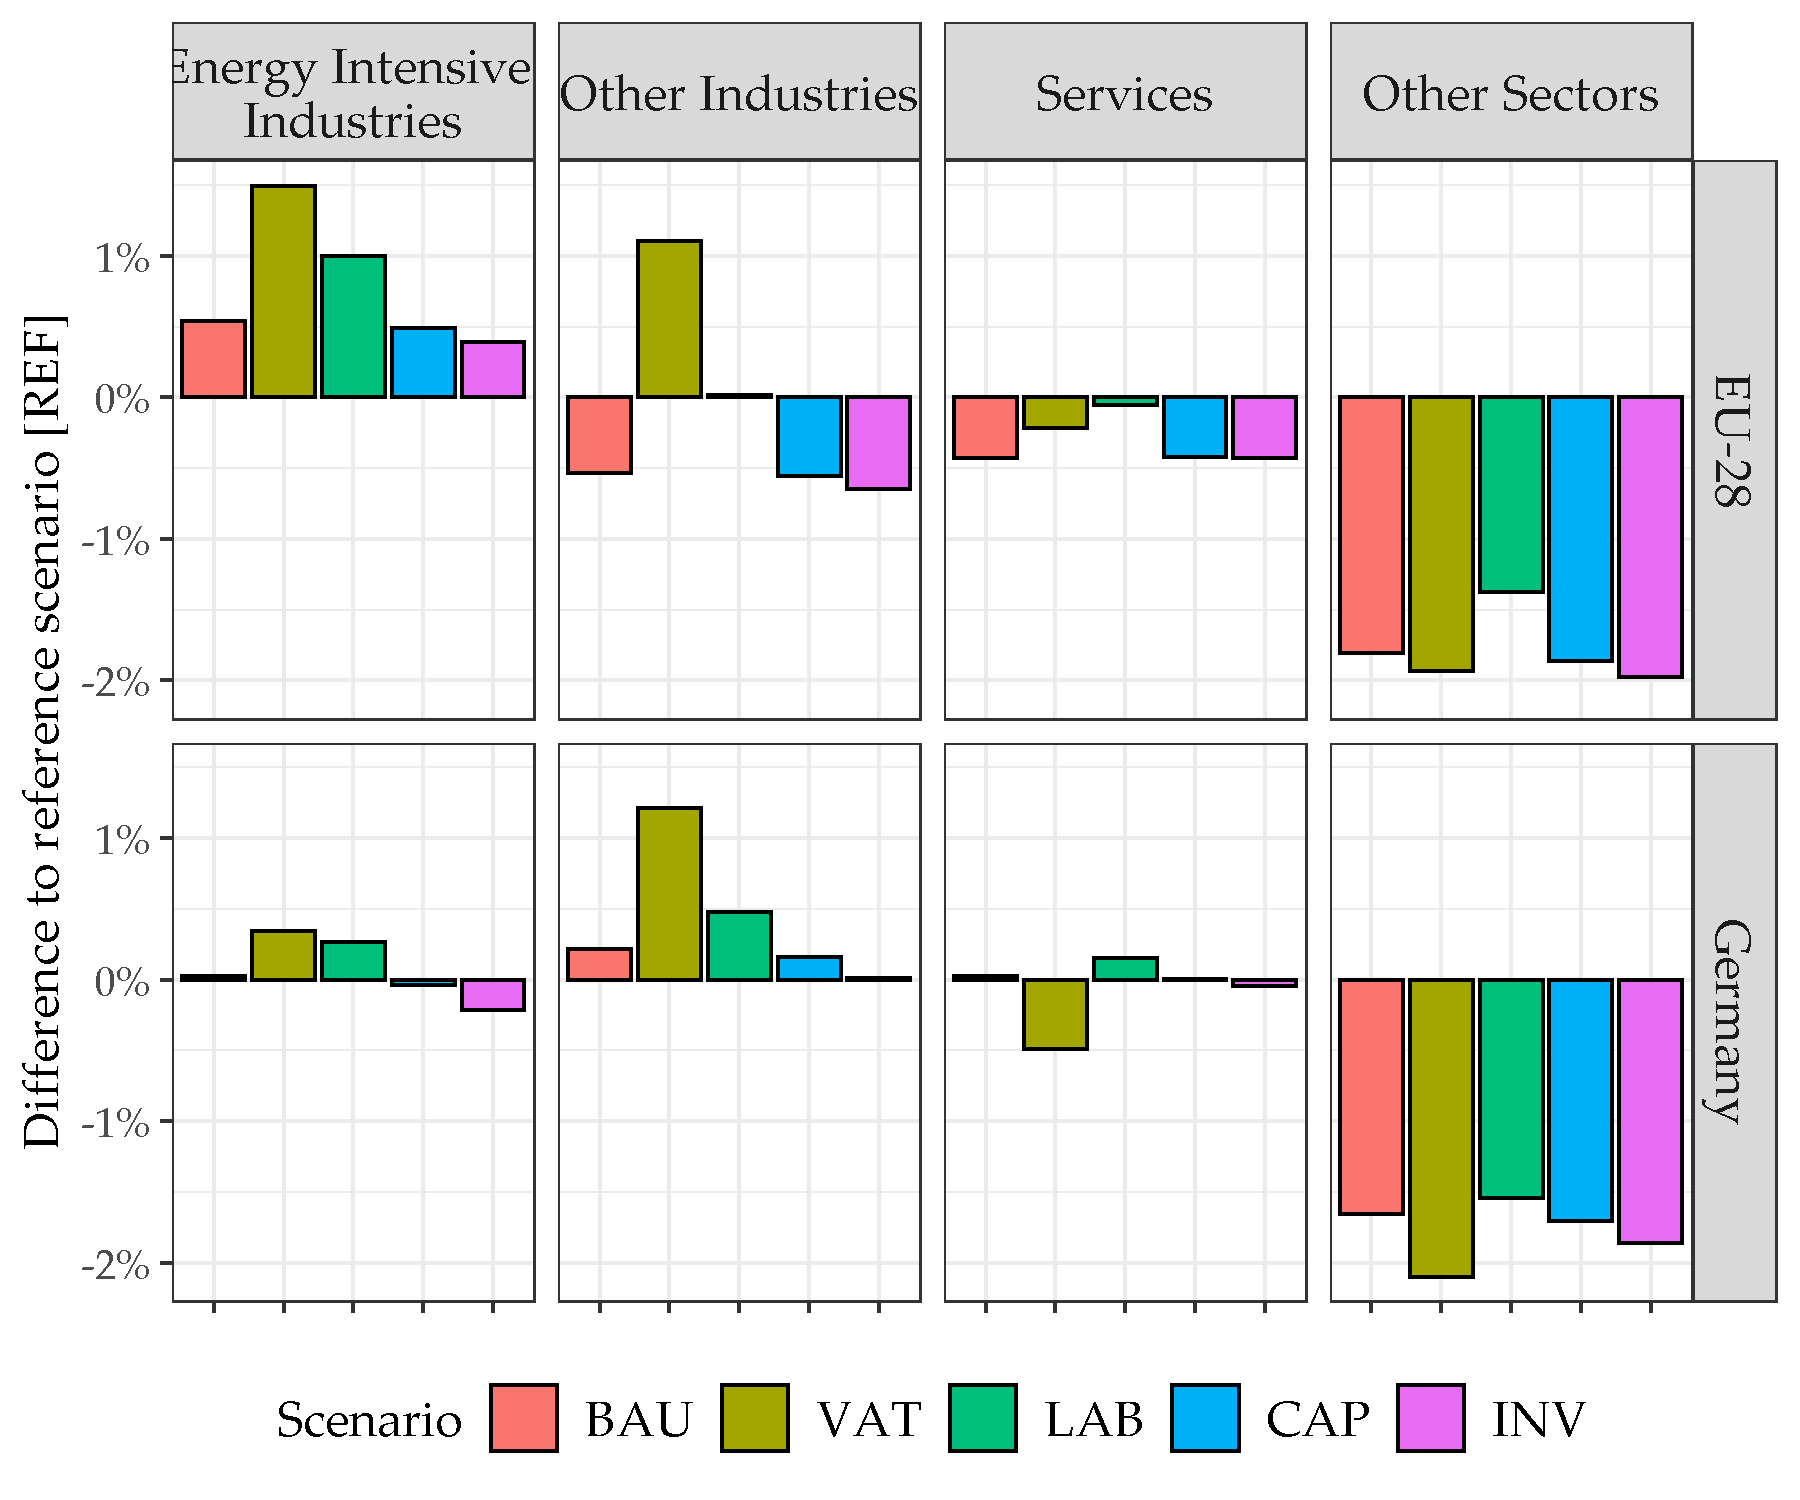 Energy Intensive
Industries
Other Industries
Services
Other Sectors
Difference to reference scenario [REF]
1%
0%
-1%
-2%
EU-28
1%
0%
-1%
-2%
Germany
Scenario BAU VAT LAB CAP INV